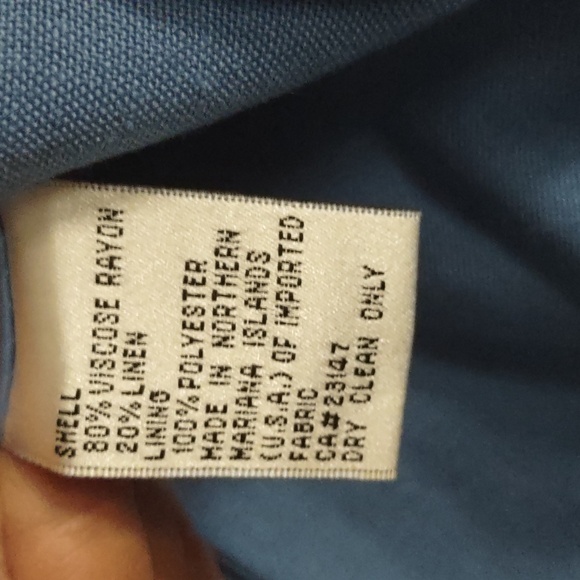 SHELL
80% VISCOSE RAYON
20% LINEN
LINING
100% POLYESTER
MADE IN NORTHERN
MARIANA ISLANDS
(U.S.A.) OF IMPORTED
FABRIC
CA# 23147
DRY CLEAN ONLY